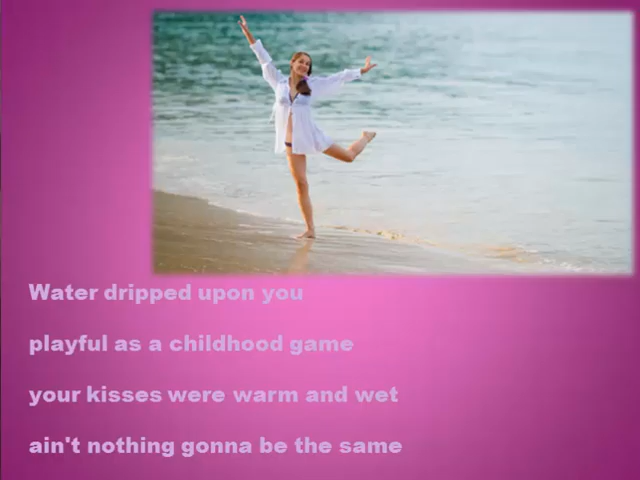 Water dripped upon you
playful as a childhood game
your kisses were warm and wet
ain't nothing gonna be the same